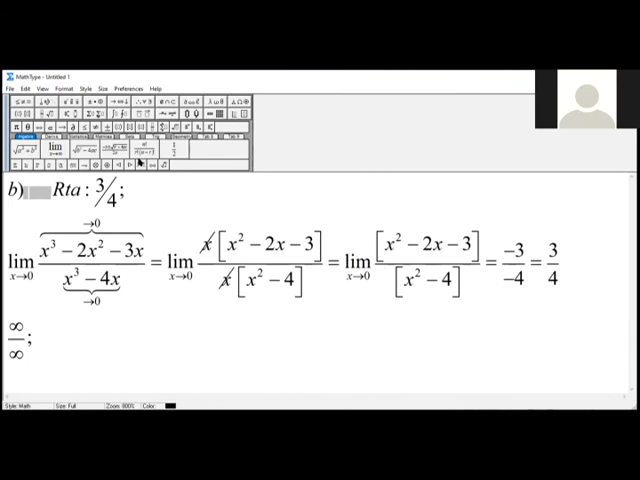 MathType - Untitled 1
File Edit View Format Style Size Preferences Help
b) Rta : 3/4;
lim x→0 (x³ − 2x² − 3x)→0 / (x³ − 4x)→0 = lim x→0 x[x² − 2x − 3] / x[x² − 4] = lim x→0 [x² − 2x − 3] / [x² − 4] = −3/−4 = 3/4
∞/∞;
Style: Math Size: Full Zoom: 800% Color: